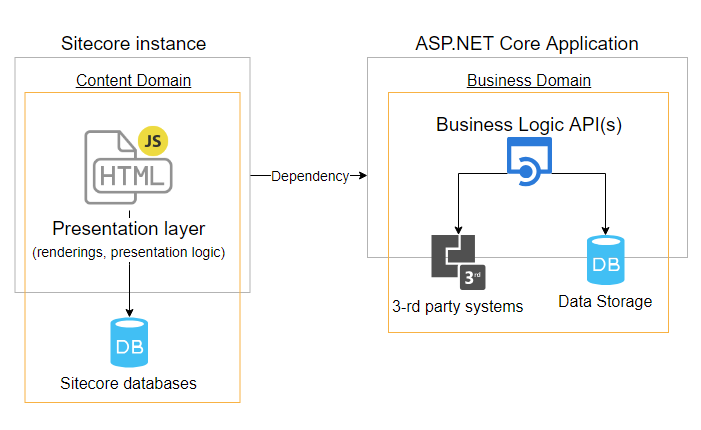 Sitecore instance
Content Domain
JS
HTML
Presentation layer
(renderings, presentation logic)
DB
Sitecore databases
Dependency
ASP.NET Core Application
Business Domain
Business Logic API(s)
3rd
3-rd party systems
DB
Data Storage